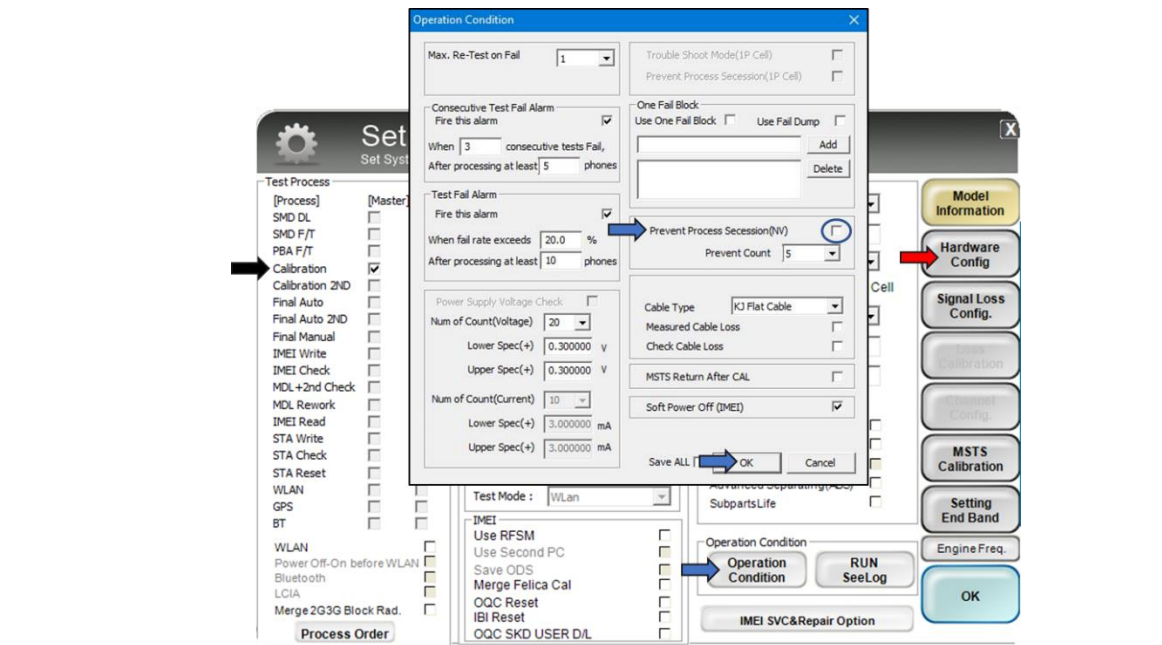 Operation Condition
Max. Re-Test on Fail 1
Consecutive Test Fail Alarm
Fire this alarm
When 3 consecutive tests Fail,
After processing at least 5 phones
Test Fail Alarm
Fire this alarm
When fail rate exceeds 20.0 %
After processing at least 10 phones
Power Supply Voltage Check
Num of Count(Voltage) 20
Lower Spec(+) 0.300000 V
Upper Spec(+) 0.300000 V
Num of Count(Current) 10
Lower Spec(+) 3.000000 mA
Upper Spec(+) 3.000000 mA
Trouble Shoot Mode(1P Cell)
Prevent Process Secession(1P Cell)
One Fail Block
Use One Fail Block Use Fail Dump
Add
Delete
Prevent Process Secession(NV)
Prevent Count 5
Cable Type KJ Flat Cable
Measured Cable Loss
Check Cable Loss
MSTS Return After CAL
Soft Power Off (IMEI)
Save ALL OK Cancel
Set
Set Syst
X
Test Process
[Process] [Master]
SMD DL
SMD F/T
PBA F/T
Calibration
Calibration 2ND
Final Auto
Final Auto 2ND
Final Manual
IMEI Write
IMEI Check
MDL+2nd Check
MDL Rework
IMEI Read
STA Write
STA Check
STA Reset
WLAN
GPS
BT
WLAN
Power Off-On before WLAN
Bluetooth
LCIA
Merge 2G3G Block Rad.
Process Order
Test Mode : WLan
IMEI
Use RFSM
Use Second PC
Save ODS
Merge Felica Cal
OQC Reset
IBI Reset
OQC SKD USER D/L
Cell
Advanced Separating(ABS)
SubpartsLife
Operation Condition
Operation
Condition
RUN
SeeLog
IMEI SVC&Repair Option
Model
Information
Hardware
Config
Signal Loss
Config.
Loss
Calibration
Channel
Config.
MSTS
Calibration
Setting
End Band
Engine Freq.
OK